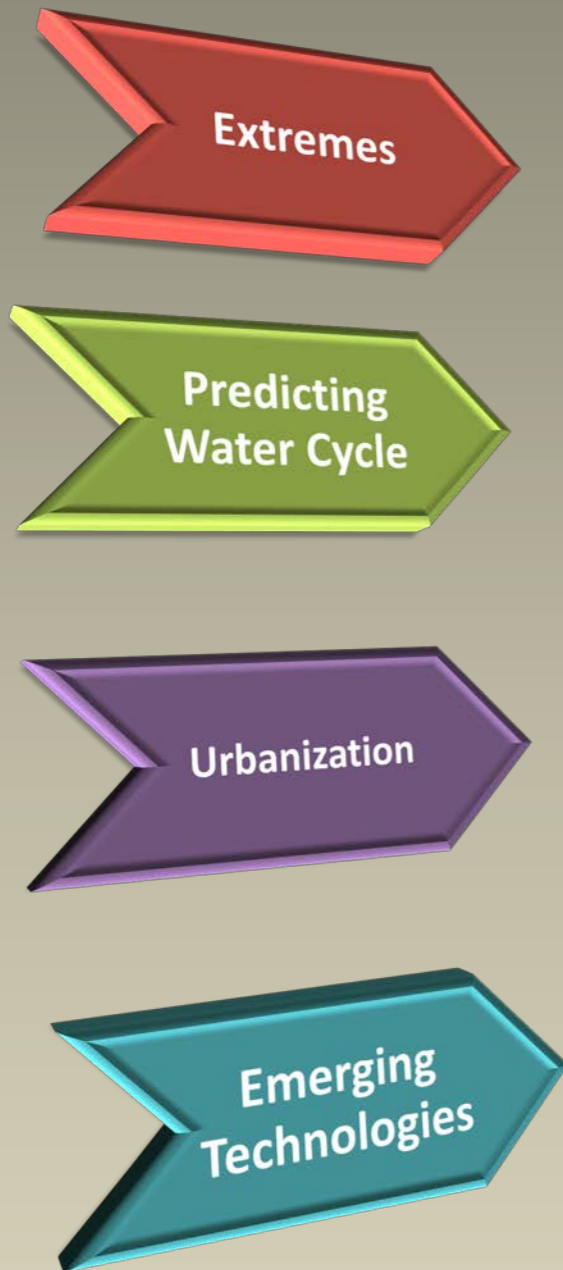 Extremes
Predicting
Water Cycle
Urbanization
Emerging
Technologies